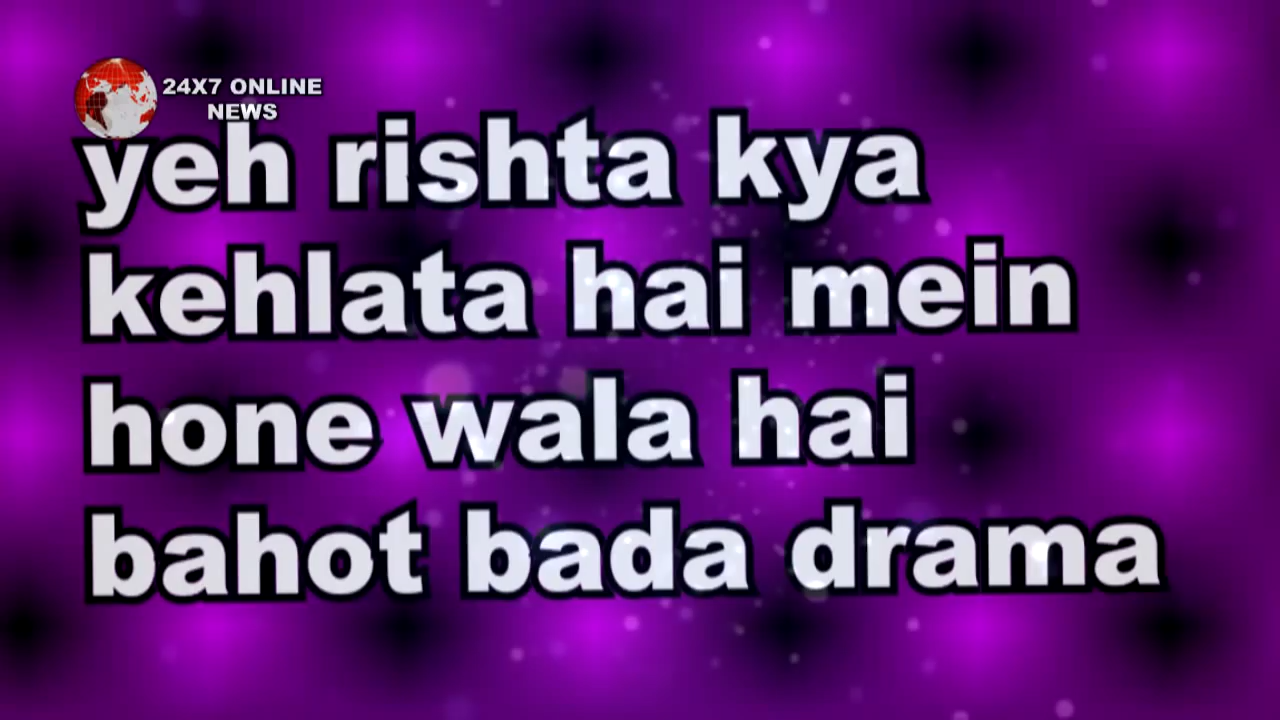 24X7 ONLINE
NEWS
yeh rishta kya
kehlata hai mein
hone wala hai
bahot bada drama